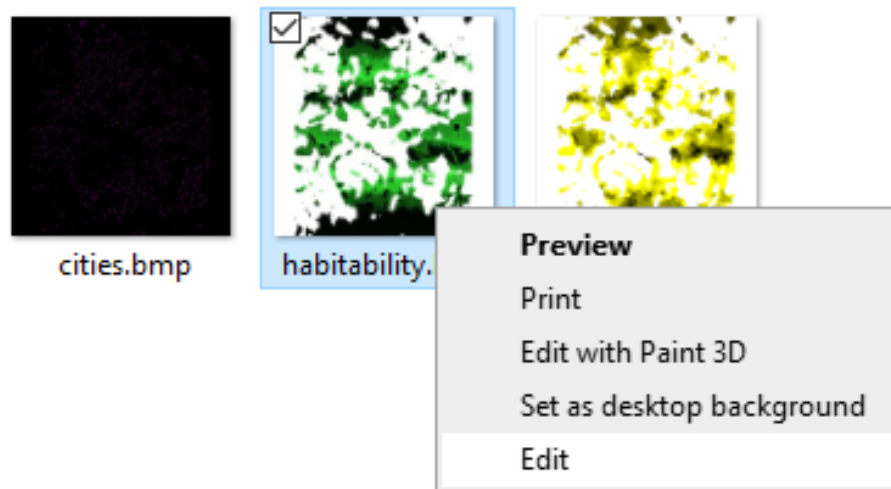 cities.bmp
habitability.
Preview
Print
Edit with Paint 3D
Set as desktop background
Edit